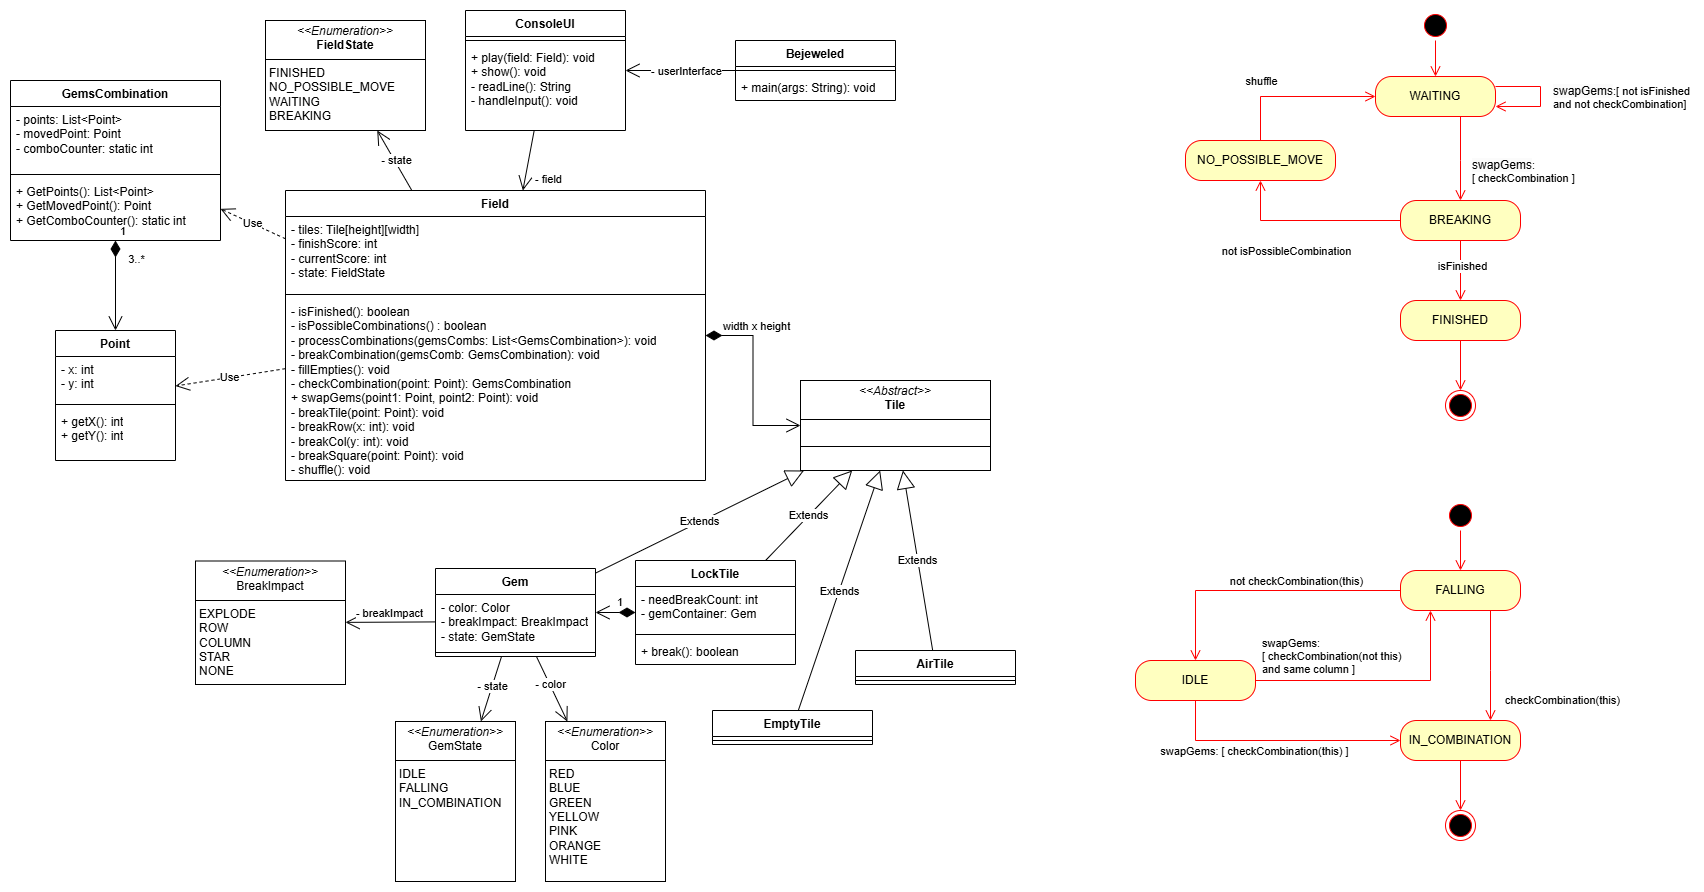 GemsCombination
- points: List<Point>
- movedPoint: Point
- comboCounter: static int
+ GetPoints(): List<Point>
+ GetMovedPoint(): Point
+ GetComboCounter(): static int
1
3..*
Point
- x: int
- y: int
+ getX(): int
+ getY(): int
<<Enumeration>>
FieldState
FINISHED
NO_POSSIBLE_MOVE
WAITING
BREAKING
- state
ConsoleUI
+ play(field: Field): void
+ show(): void
- readLine(): String
- handleInput(): void
- field
- userInterface
Bejeweled
+ main(args: String): void
Use
Use
Field
- tiles: Tile[height][width]
- finishScore: int
- currentScore: int
- state: FieldState
- isFinished(): boolean
- isPossibleCombinations() : boolean
- processCombinations(gemsCombs: List<GemsCombination>): void
- breakCombination(gemsComb: GemsCombination): void
- fillEmpties(): void
- checkCombination(point: Point): GemsCombination
+ swapGems(point1: Point, point2: Point): void
- breakTile(point: Point): void
- breakRow(x: int): void
- breakCol(y: int): void
- breakSquare(point: Point): void
- shuffle(): void
width x height
<<Abstract>>
Tile
Extends
Extends
Extends
Extends
<<Enumeration>>
BreakImpact
EXPLODE
ROW
COLUMN
STAR
NONE
- breakImpact
Gem
- color: Color
- breakImpact: BreakImpact
- state: GemState
1
LockTile
- needBreakCount: int
- gemContainer: Gem
+ break(): boolean
AirTile
EmptyTile
- state
- color
<<Enumeration>>
GemState
IDLE
FALLING
IN_COMBINATION
<<Enumeration>>
Color
RED
BLUE
GREEN
YELLOW
PINK
ORANGE
WHITE
WAITING
swapGems:[ not isFinished
and not checkCombination]
shuffle
NO_POSSIBLE_MOVE
swapGems:
[ checkCombination ]
BREAKING
not isPossibleCombination
isFinished
FINISHED
FALLING
not checkCombination(this)
swapGems:
[ checkCombination(not this)
and same column ]
IDLE
checkCombination(this)
IN_COMBINATION
swapGems: [ checkCombination(this) ]